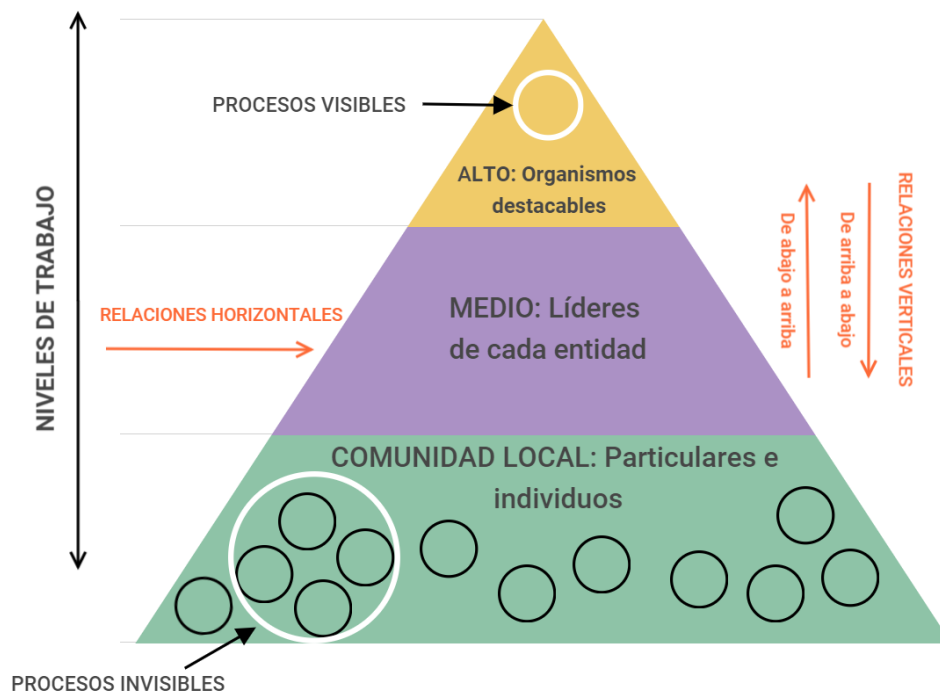 PROCESOS VISIBLES
ALTO: Organismos
destacables
NIVELES DE TRABAJO
RELACIONES HORIZONTALES
MEDIO: Líderes
de cada entidad
De abajo a arriba
De arriba a abajo
RELACIONES VERTICALES
COMUNIDAD LOCAL: Particulares e
individuos
PROCESOS INVISIBLES